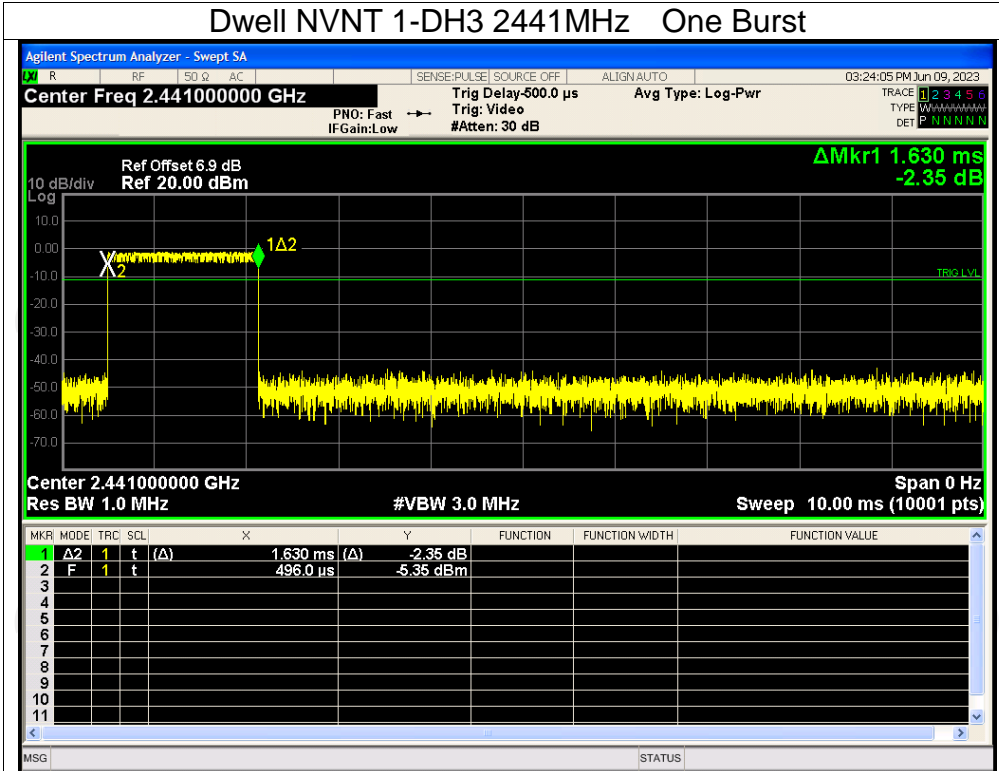 Dwell NVNT 1-DH3 2441MHz One Burst
Agilent Spectrum Analyzer - Swept SA
LXI R RF 50 Ω AC SENSE:PULSE SOURCE OFF ALIGN AUTO 03:24:05 PM Jun 09, 2023
Center Freq 2.441000000 GHz Trig Delay-500.0 µs Avg Type: Log-Pwr TRACE 1 2 3 4 5 6
PNO: Fast Trig: Video TYPE WWWWWW
IFGain:Low #Atten: 30 dB DET P N N N N N
ΔMkr1 1.630 ms
-2.35 dB
Ref Offset 6.9 dB
10 dB/div Ref 20.00 dBm
Log
10.0
0.00
1Δ2
X2
-10.0
TRIG LVL
-20.0
-30.0
-40.0
-50.0
-60.0
-70.0
Center 2.441000000 GHz Span 0 Hz
Res BW 1.0 MHz #VBW 3.0 MHz Sweep 10.00 ms (10001 pts)
MKR MODE TRC SCL X Y FUNCTION FUNCTION WIDTH FUNCTION VALUE
1 Δ2 1 t (Δ) 1.630 ms (Δ) -2.35 dB
2 F 1 t 496.0 µs -5.35 dBm
3
4
5
6
7
8
9
10
11
MSG STATUS